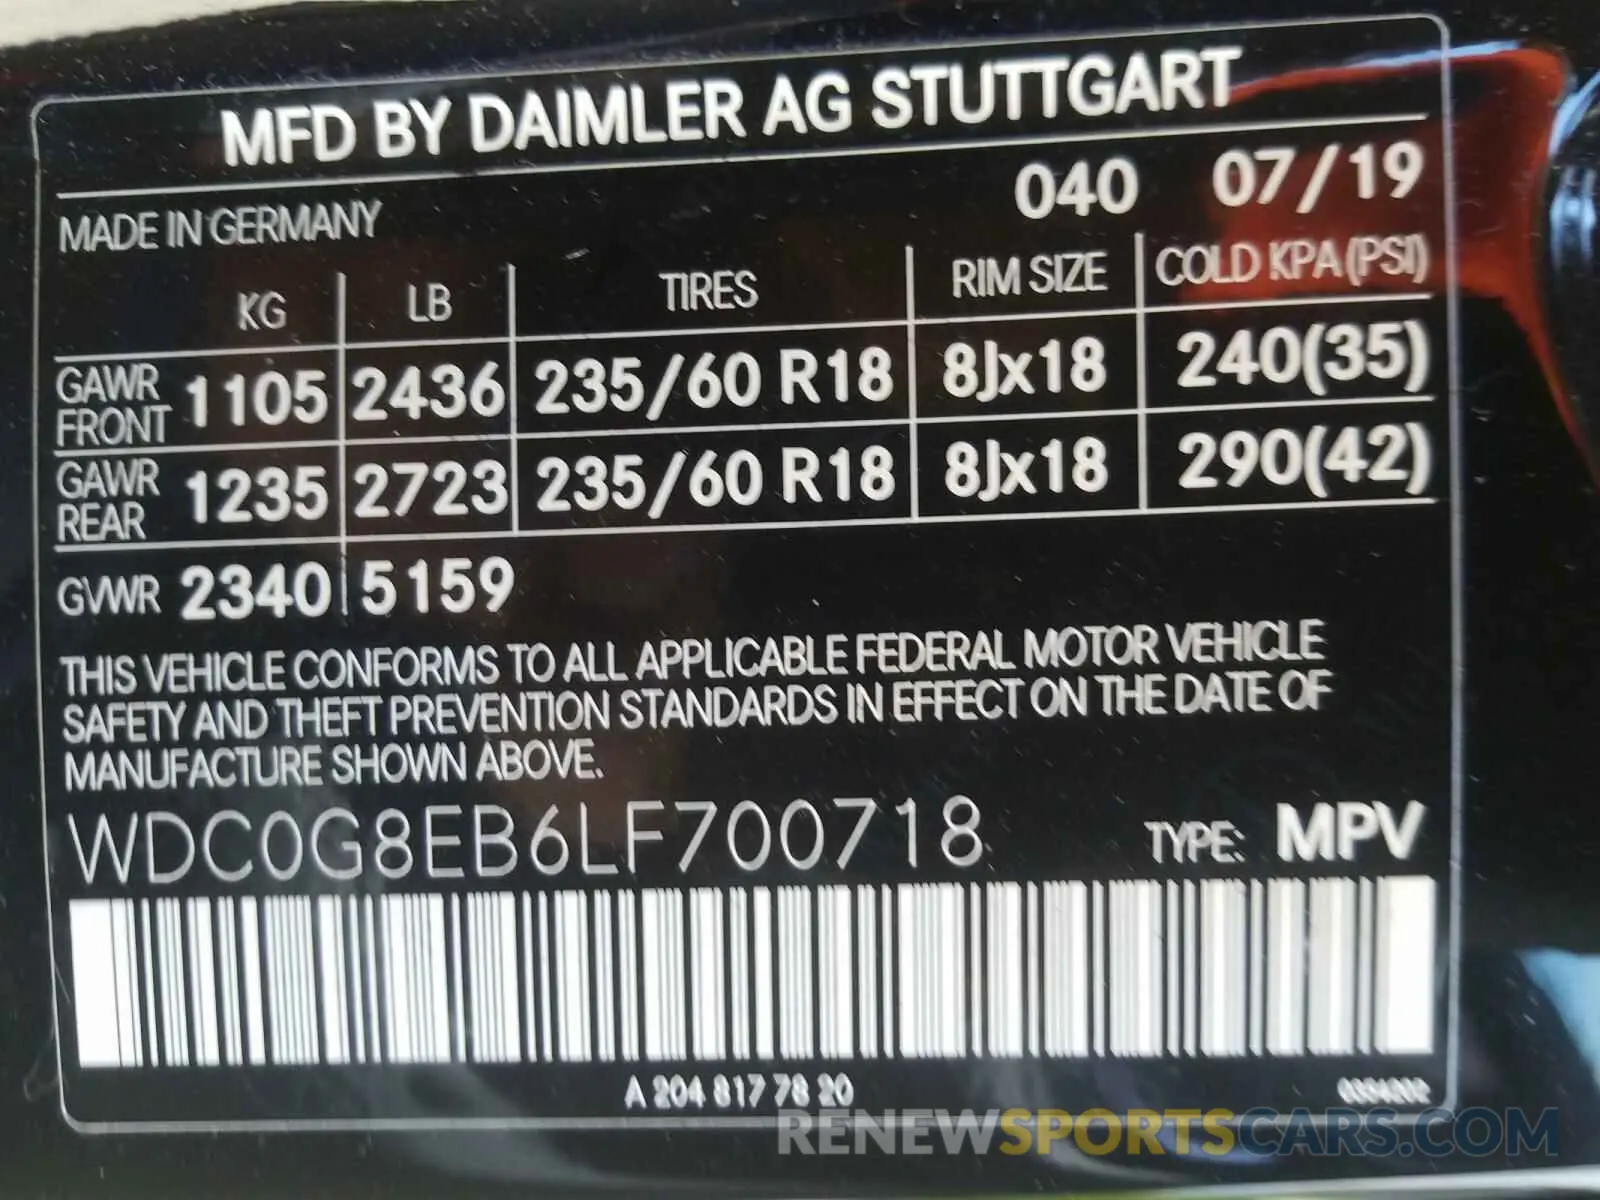 MFD BY DAIMLER AG STUTTGART
MADE IN GERMANY 040 07/19
KG LB TIRES RIM SIZE COLD KPA (PSI)
GAWR FRONT 1105 2436 235/60 R18 8Jx18 240(35)
GAWR REAR 1235 2723 235/60 R18 8Jx18 290(42)
GVWR 2340 5159
THIS VEHICLE CONFORMS TO ALL APPLICABLE FEDERAL MOTOR VEHICLE
SAFETY AND THEFT PREVENTION STANDARDS IN EFFECT ON THE DATE OF
MANUFACTURE SHOWN ABOVE.
WDC0G8EB6LF700718 TYPE: MPV
A 204 817 78 20
RENEWSPORTSCARS.COM